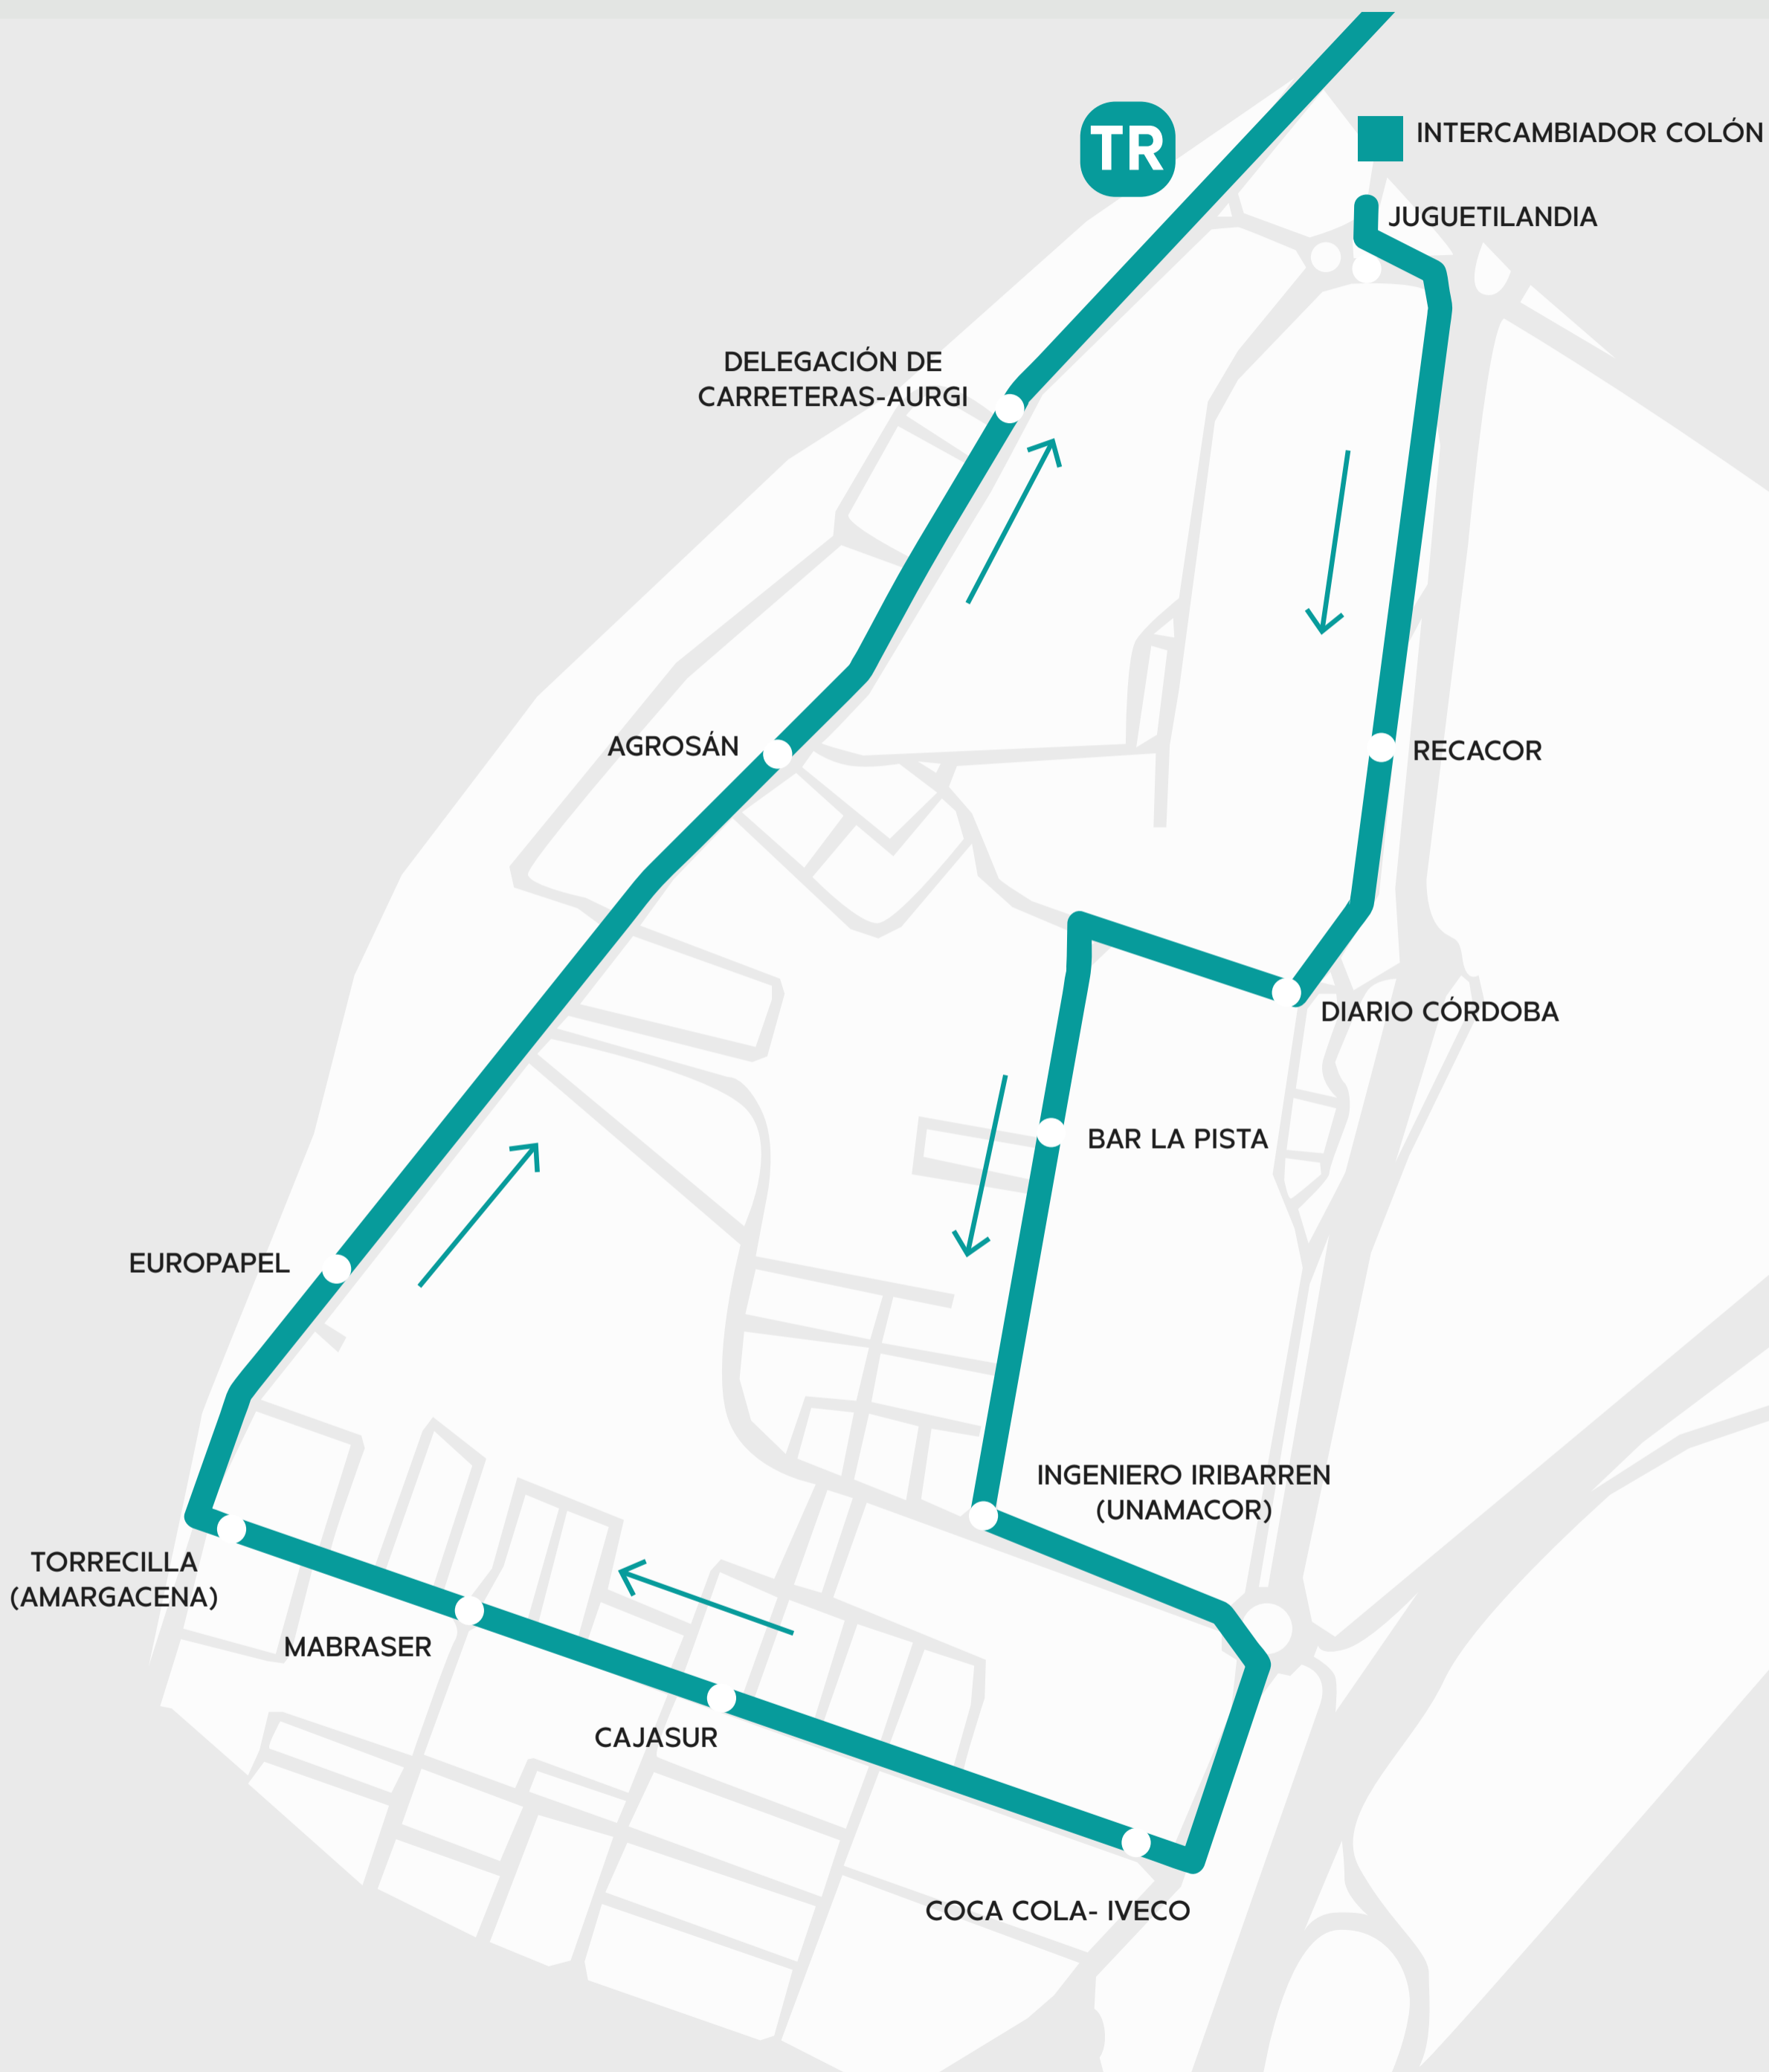 TR
INTERCAMBIADOR COLÓN
JUGUETILANDIA
DELEGACIÓN DE
CARRETERAS-AURGI
AGROSÁN
RECACOR
DIARIO CÓRDOBA
BAR LA PISTA
EUROPAPEL
INGENIERO IRIBARREN
(UNAMACOR)
TORRECILLA
(AMARGACENA)
MABRASER
CAJASUR
COCA COLA- IVECO